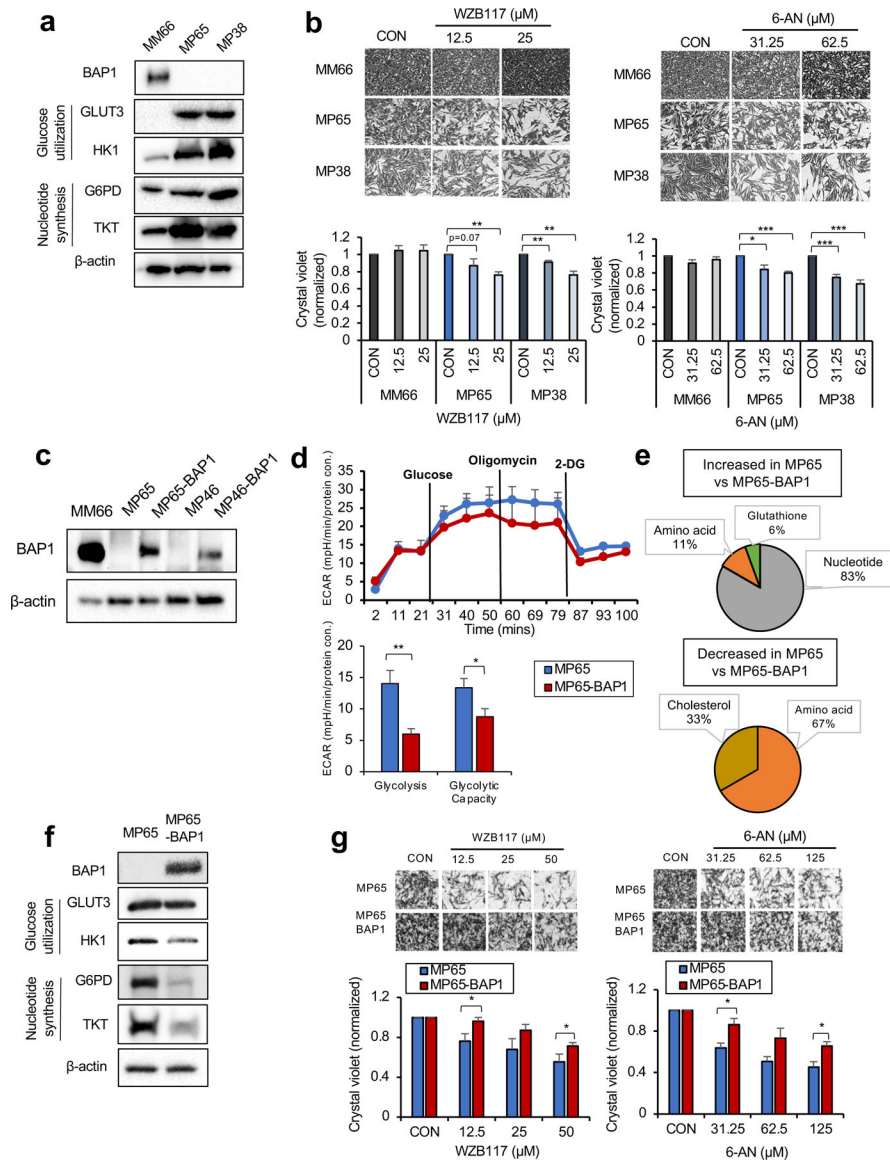 a
MM66
MP65
MP38
BAP1
GLUT3
HK1
G6PD
TKT
β-actin
Glucose
utilization
Nucleotide
synthesis
b
WZB117 (μM)
CON
12.5
25
MM66
MP65
MP38
6-AN (μM)
CON
31.25
62.5
MM66
MP65
MP38
Crystal violet
(normalized)
1.2
1
0.8
0.6
0.4
0.2
0
p=0.07
**
**
**
CON
12.5
25
CON
12.5
25
CON
12.5
25
MM66
MP65
MP38
WZB117 (μM)
Crystal violet
(normalized)
1.2
1
0.8
0.6
0.4
0.2
0
*
***
***
***
CON
31.25
62.5
CON
31.25
62.5
CON
31.25
62.5
MM66
MP65
MP38
6-AN (μM)
c
MM66
MP65
MP65-BAP1
MP46
MP46-BAP1
BAP1
β-actin
d
ECAR (mpH/min/protein con.)
35
30
25
20
15
10
5
0
Glucose
Oligomycin
2-DG
2 11 21 31 40 50 60 69 79 87 93 100
Time (mins)
ECAR (mpH/min/protein con.)
20
15
10
5
0
**
*
Glycolysis
Glycolytic
Capacity
MP65
MP65-BAP1
e
Increased in MP65
vs MP65-BAP1
Amino acid
11%
Glutathione
6%
Nucleotide
83%
Decreased in MP65
vs MP65-BAP1
Cholesterol
33%
Amino acid
67%
f
MP65
MP65
-BAP1
BAP1
GLUT3
HK1
G6PD
TKT
β-actin
Glucose
utilization
Nucleotide
synthesis
g
WZB117 (μM)
CON
12.5
25
50
MP65
MP65
BAP1
6-AN (μM)
CON
31.25
62.5
125
MP65
MP65
BAP1
MP65
MP65-BAP1
Crystal violet (normalized)
1.2
0.8
0.4
0
*
*
CON
12.5
25
50
WZB117 (μM)
MP65
MP65-BAP1
Crystal violet (normalized)
1.2
0.8
0.4
0
*
*
CON
31.25
62.5
125
6-AN (μM)